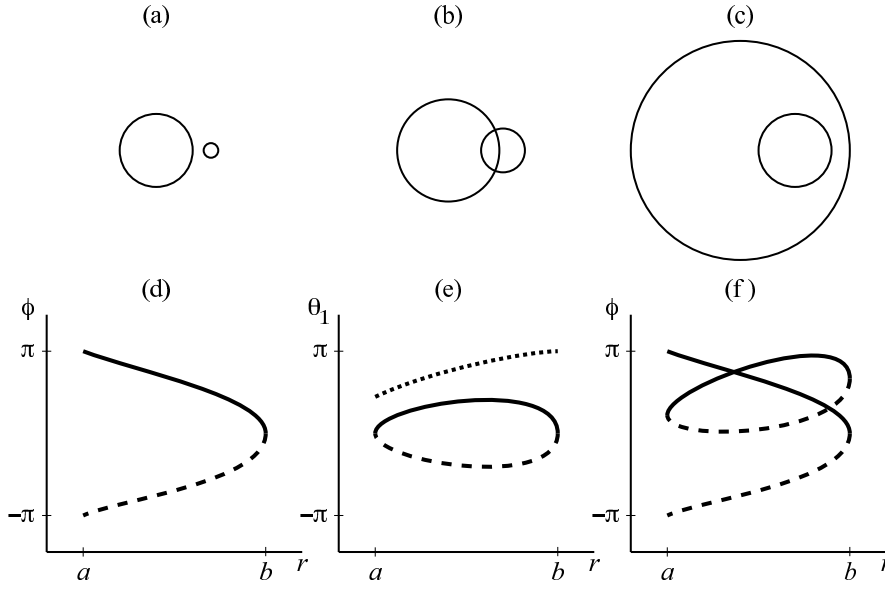 (a) (b) (c)
(d) (e) (f)
ϕ θ1 ϕ
π π π
−π −π −π
a b r a b r a b r